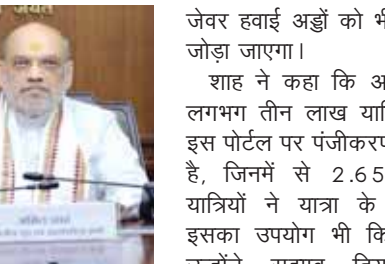 जेवर हवाई अड्डों को भी
जोड़ा जाएगा।
शाह ने कहा कि अ
लगभग तीन लाख यात्रि
इस पोर्टल पर पंजीकरण
है, जिनमें से 2.65
यात्रियों ने यात्रा के
इसका उपयोग भी कि